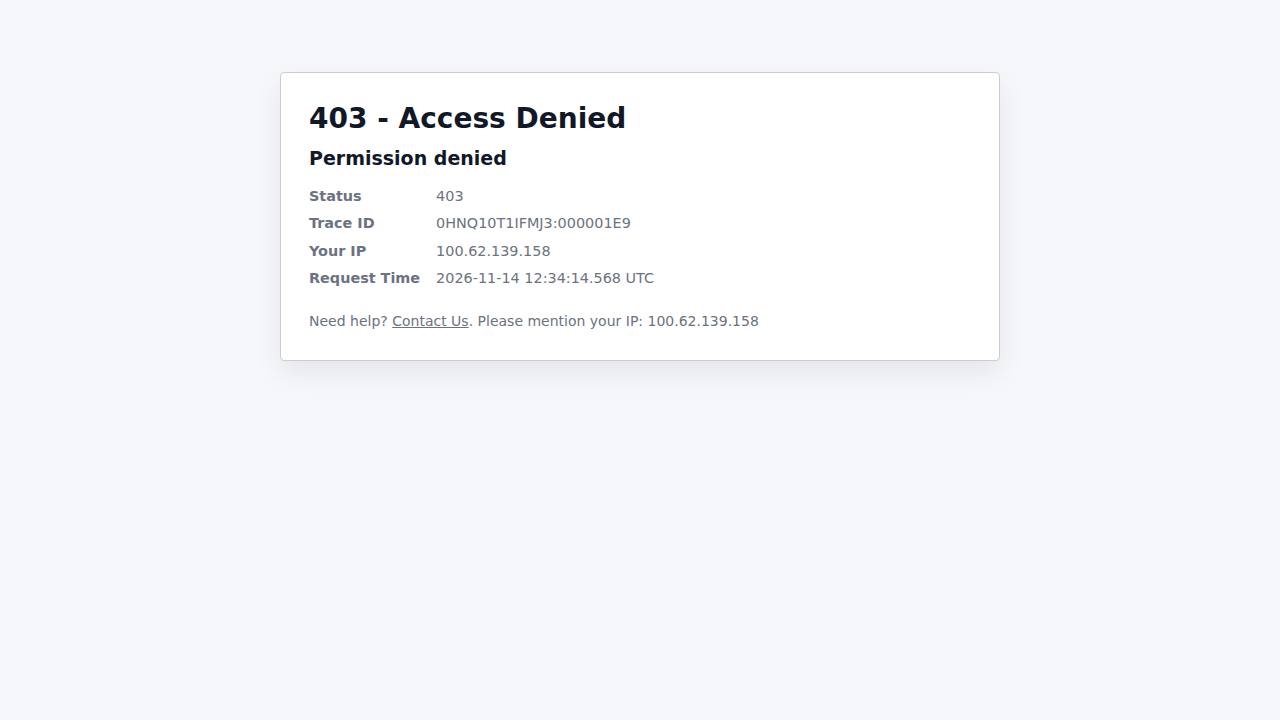 403 - Access Denied
Permission denied
Status 403
Trace ID 0HNQ10T1IFMJ3:000001E9
Your IP 100.62.139.158
Request Time 2026-11-14 12:34:14.568 UTC
Need help? Contact Us. Please mention your IP: 100.62.139.158